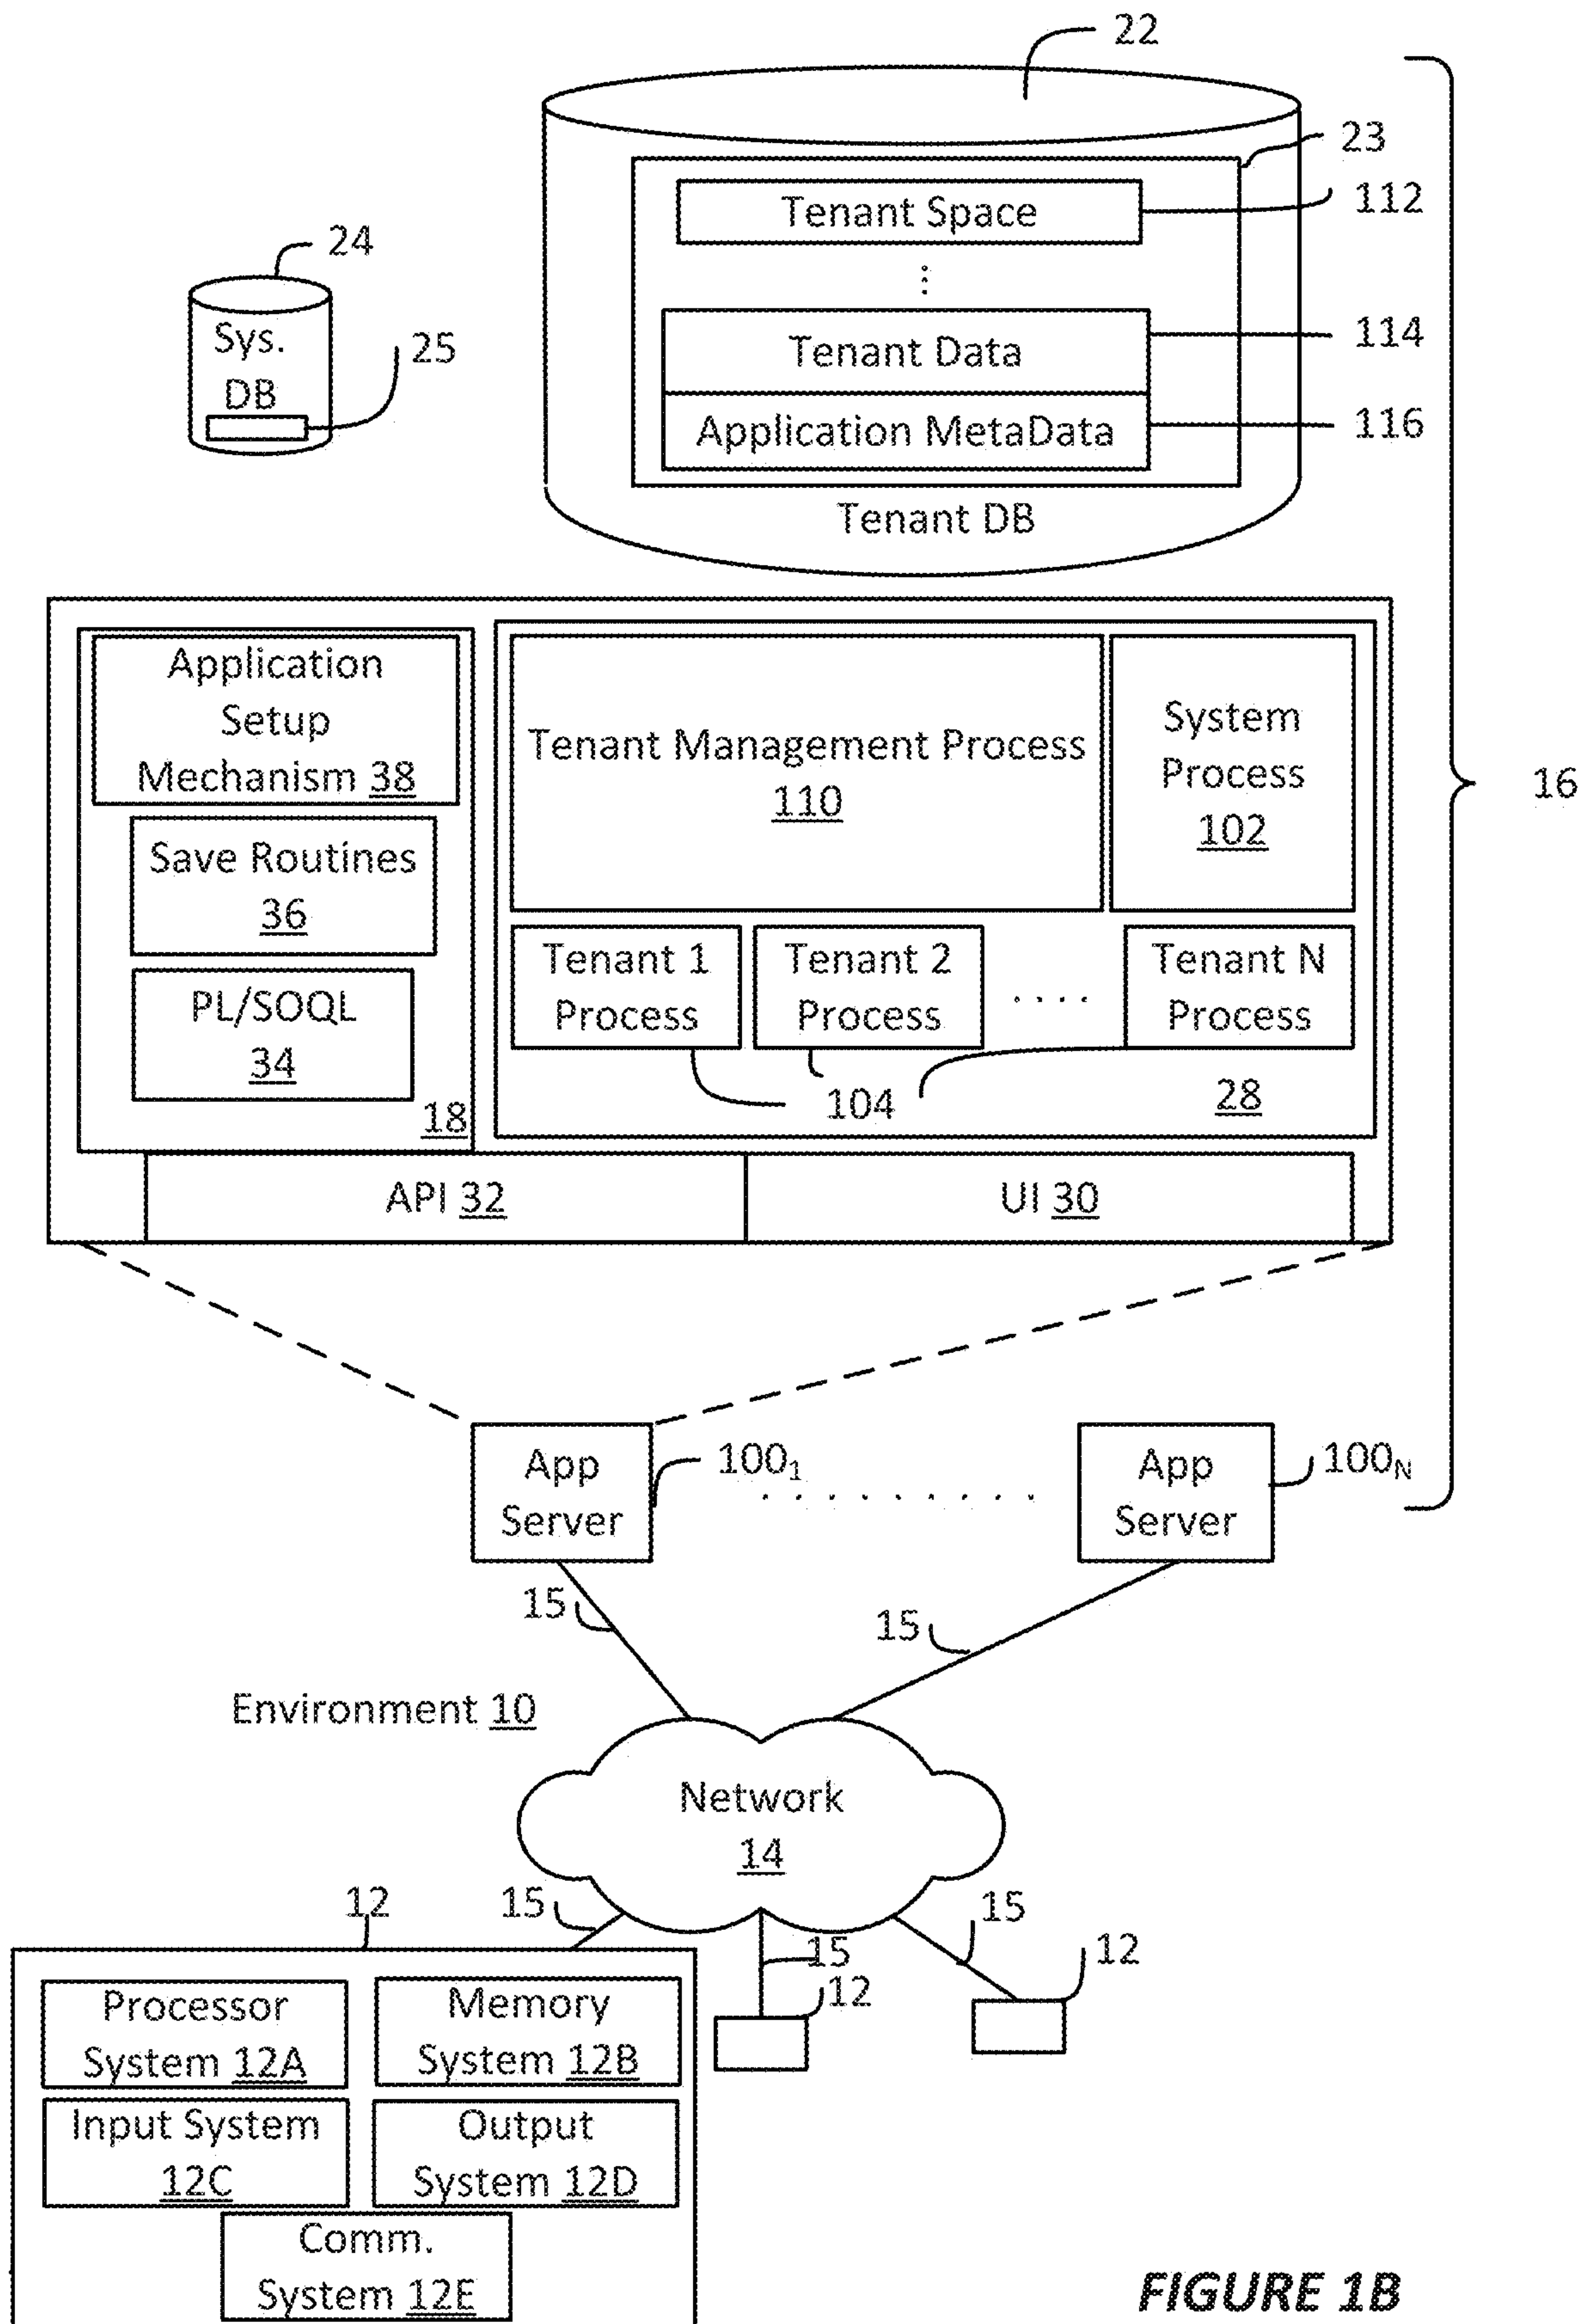 22
23
Tenant Space
112
24
Sys.
DB
25
Tenant Data
114
Application MetaData
116
Tenant DB
Application
Setup
Mechanism 38
Tenant Management Process
110
System
Process
102
16
Save Routines
36
Tenant 1
Process
Tenant 2
Process
Tenant N
Process
PL/SOQL
34
104
28
18
API 32
UI 30
App
Server
100₁
App
Server
100ₙ
15
15
Environment 10
Network
14
12
15
15
15
12
12
Processor
System 12A
Memory
System 12B
Input System
12C
Output
System 12D
Comm.
System 12E
FIGURE 1B